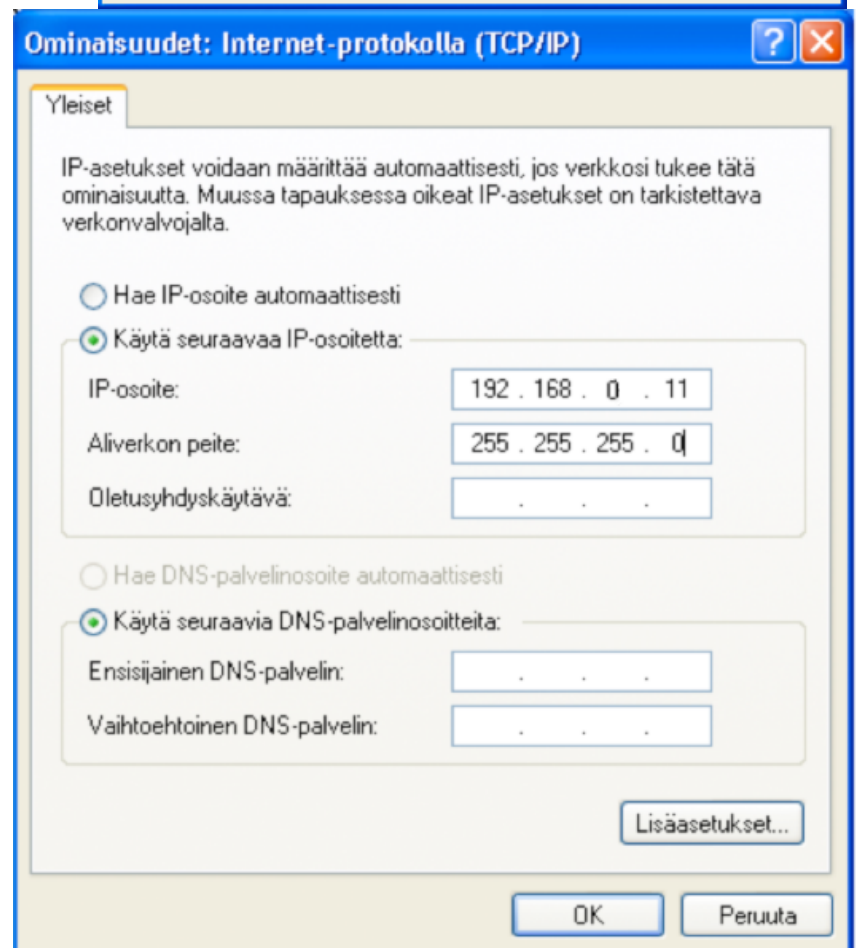 Ominaisuudet: Internet-protokolla (TCP/IP)
Yleiset
IP-asetukset voidaan määrittää automaattisesti, jos verkkosi tukee tätä
ominaisuutta. Muussa tapauksessa oikeat IP-asetukset on tarkistettava
verkonvalvojalta.
Hae IP-osoite automaattisesti
Käytä seuraavaa IP-osoitetta:
IP-osoite: 192 . 168 . 0 . 11
Aliverkon peite: 255 . 255 . 255 . 0
Oletusyhdyskäytävä: . . .
Hae DNS-palvelinosoite automaattisesti
Käytä seuraavia DNS-palvelinosoitteita:
Ensisijainen DNS-palvelin: . . .
Vaihtoehtoinen DNS-palvelin: . . .
Lisäasetukset...
OK Peruuta